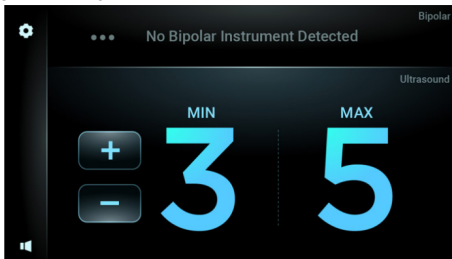 Bipolar
No Bipolar Instrument Detected
Ultrasound
MIN MAX
+ 3 5
−